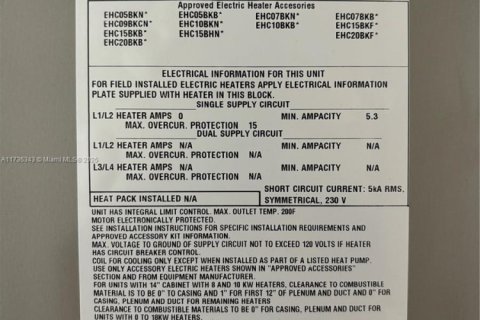 Approved Electric Heater Accesories
EHC05BKN* EHC05BKB* EHC07BKN* EHC07BKB*
EHC09BKCN EHC10BKN* EHC10BKB* EHC15BKF*
EHC15BKB* EHC15BHN* EHC20BKF*
EHC20BKB*
ELECTRICAL INFORMATION FOR THIS UNIT
FOR FIELD INSTALLED ELECTRIC HEATERS APPLY ELECTRICAL INFORMATION
PLATE SUPPLIED WITH HEATER IN THIS BLOCK.
SINGLE SUPPLY CIRCUIT
L1/L2 HEATER AMPS 0 MIN. AMPACITY 5.3
MAX. OVERCUR. PROTECTION 15
DUAL SUPPLY CIRCUIT
L1/L2 HEATER AMPS N/A MIN. AMPACITY N/A
MAX. OVERCUR. PROTECTION N/A
L3/L4 HEATER AMPS N/A MIN. AMPACITY N/A
MAX. OVERCUR. PROTECTION N/A
SHORT CIRCUIT CURRENT: 5kA RMS,
HEAT PACK INSTALLED N/A SYMMETRICAL, 230 V
UNIT HAS INTEGRAL LIMIT CONTROL. MAX. OUTLET TEMP. 200F
MOTOR ELECTRONICALLY PROTECTED.
SEE INSTALLATION INSTRUCTIONS FOR SPECIFIC INSTALLATION REQUIREMENTS AND
APPROVED ACCESSORY KIT INFORMATION.
MAX. VOLTAGE TO GROUND OF SUPPLY CIRCUIT NOT TO EXCEED 120 VOLTS IF HEATER
HAS CIRCUIT BREAKER CONTROL.
COIL FOR COOLING ONLY EXCEPT WHEN INSTALLED AS PART OF A LISTED HEAT PUMP.
USE ONLY ACCESSORY ELECTRIC HEATERS SHOWN IN "APPROVED ACCESSORIES"
SECTION AND FROM EQUIPMENT MANUFACTURER.
FOR UNITS WITH 14" CABINET WITH 8 AND 10 KW HEATERS, CLEARANCE TO COMBUSTIBLE
MATERIAL IS TO BE 0" TO CASING AND 1" FOR FIRST 12" OF PLENUM AND DUCT AND 0" FOR
CASING, PLENUM AND DUCT FOR REMAINING HEATERS
CLEARANCE TO COMBUSTIBLE MATERIALS TO BE 0" FOR CASING, PLENUM AND DUCT FOR
UNITS WITH 0 TO 18KW HEATERS.